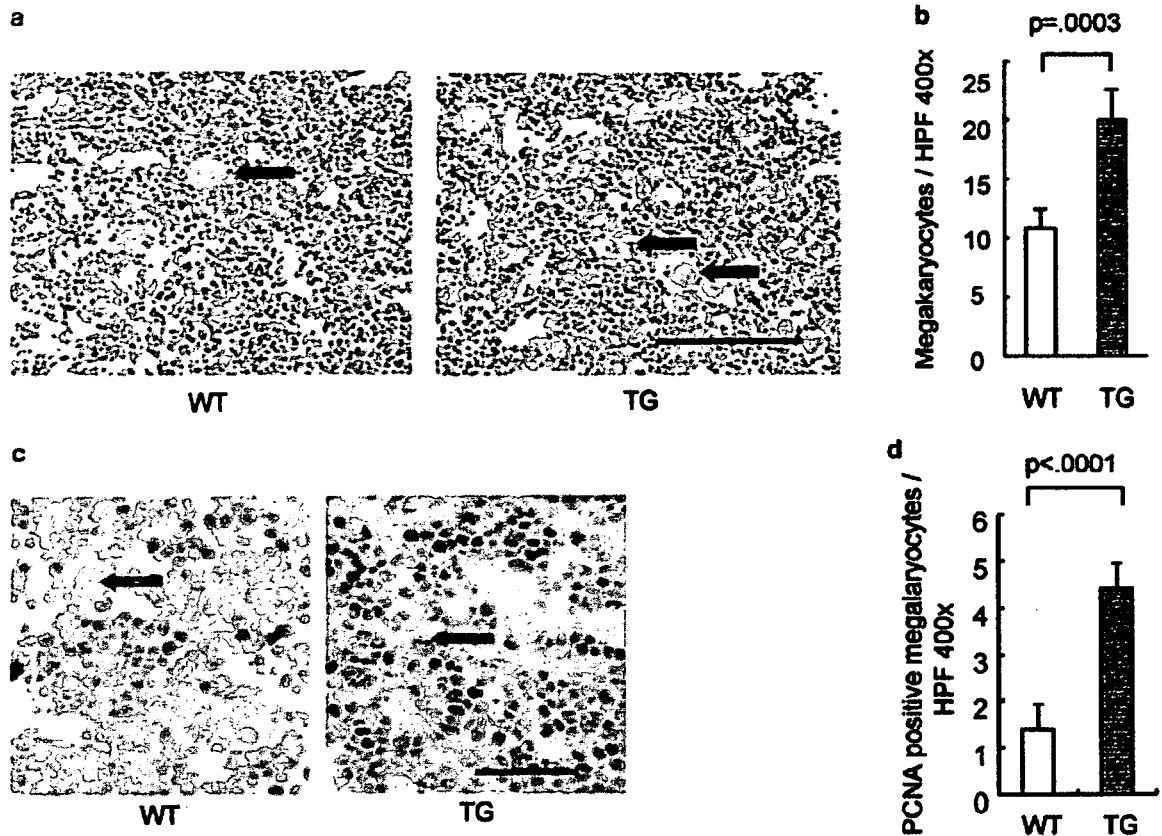 a
WT
TG
b
p=.0003
Megakaryocytes / HPF 400x
25
20
15
10
5
0
WT TG
c
WT
TG
d
p<.0001
PCNA positive megalaryocytes /
HPF 400x
6
5
4
3
2
1
0
WT TG